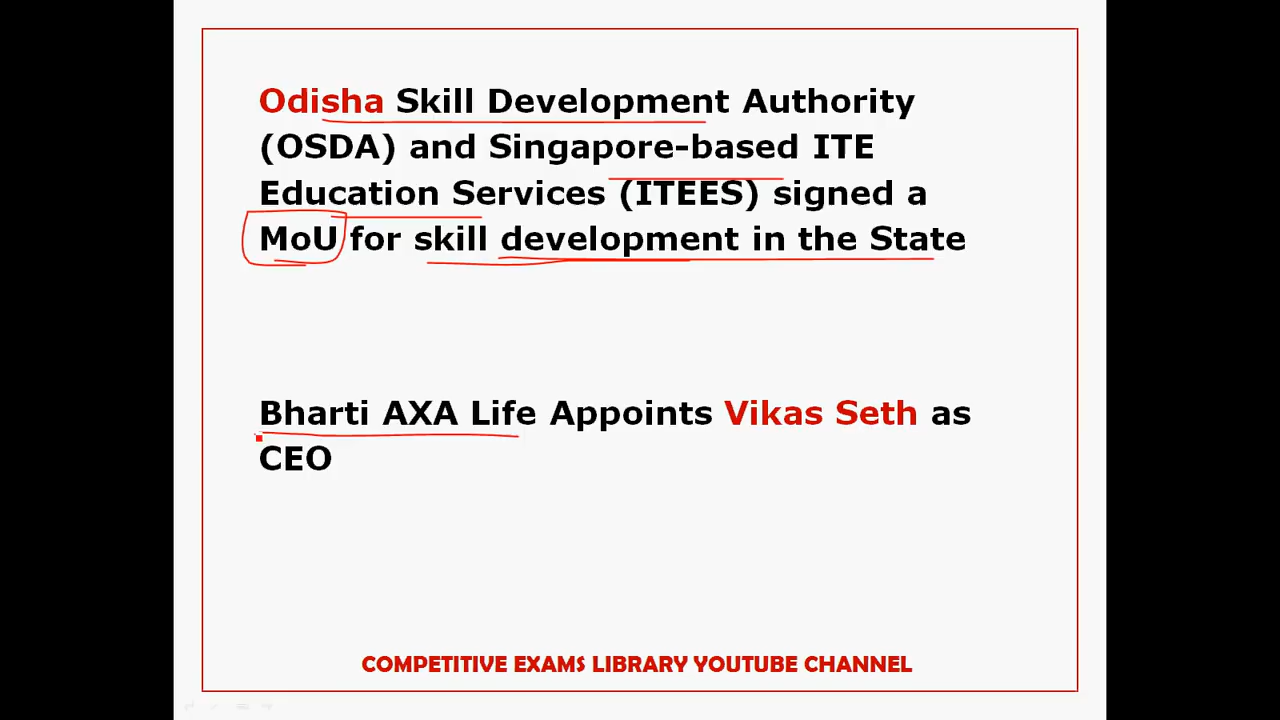 Odisha Skill Development Authority
(OSDA) and Singapore-based ITE
Education Services (ITEES) signed a
MoU for skill development in the State
Bharti AXA Life Appoints Vikas Seth as
CEO
COMPETITIVE EXAMS LIBRARY YOUTUBE CHANNEL